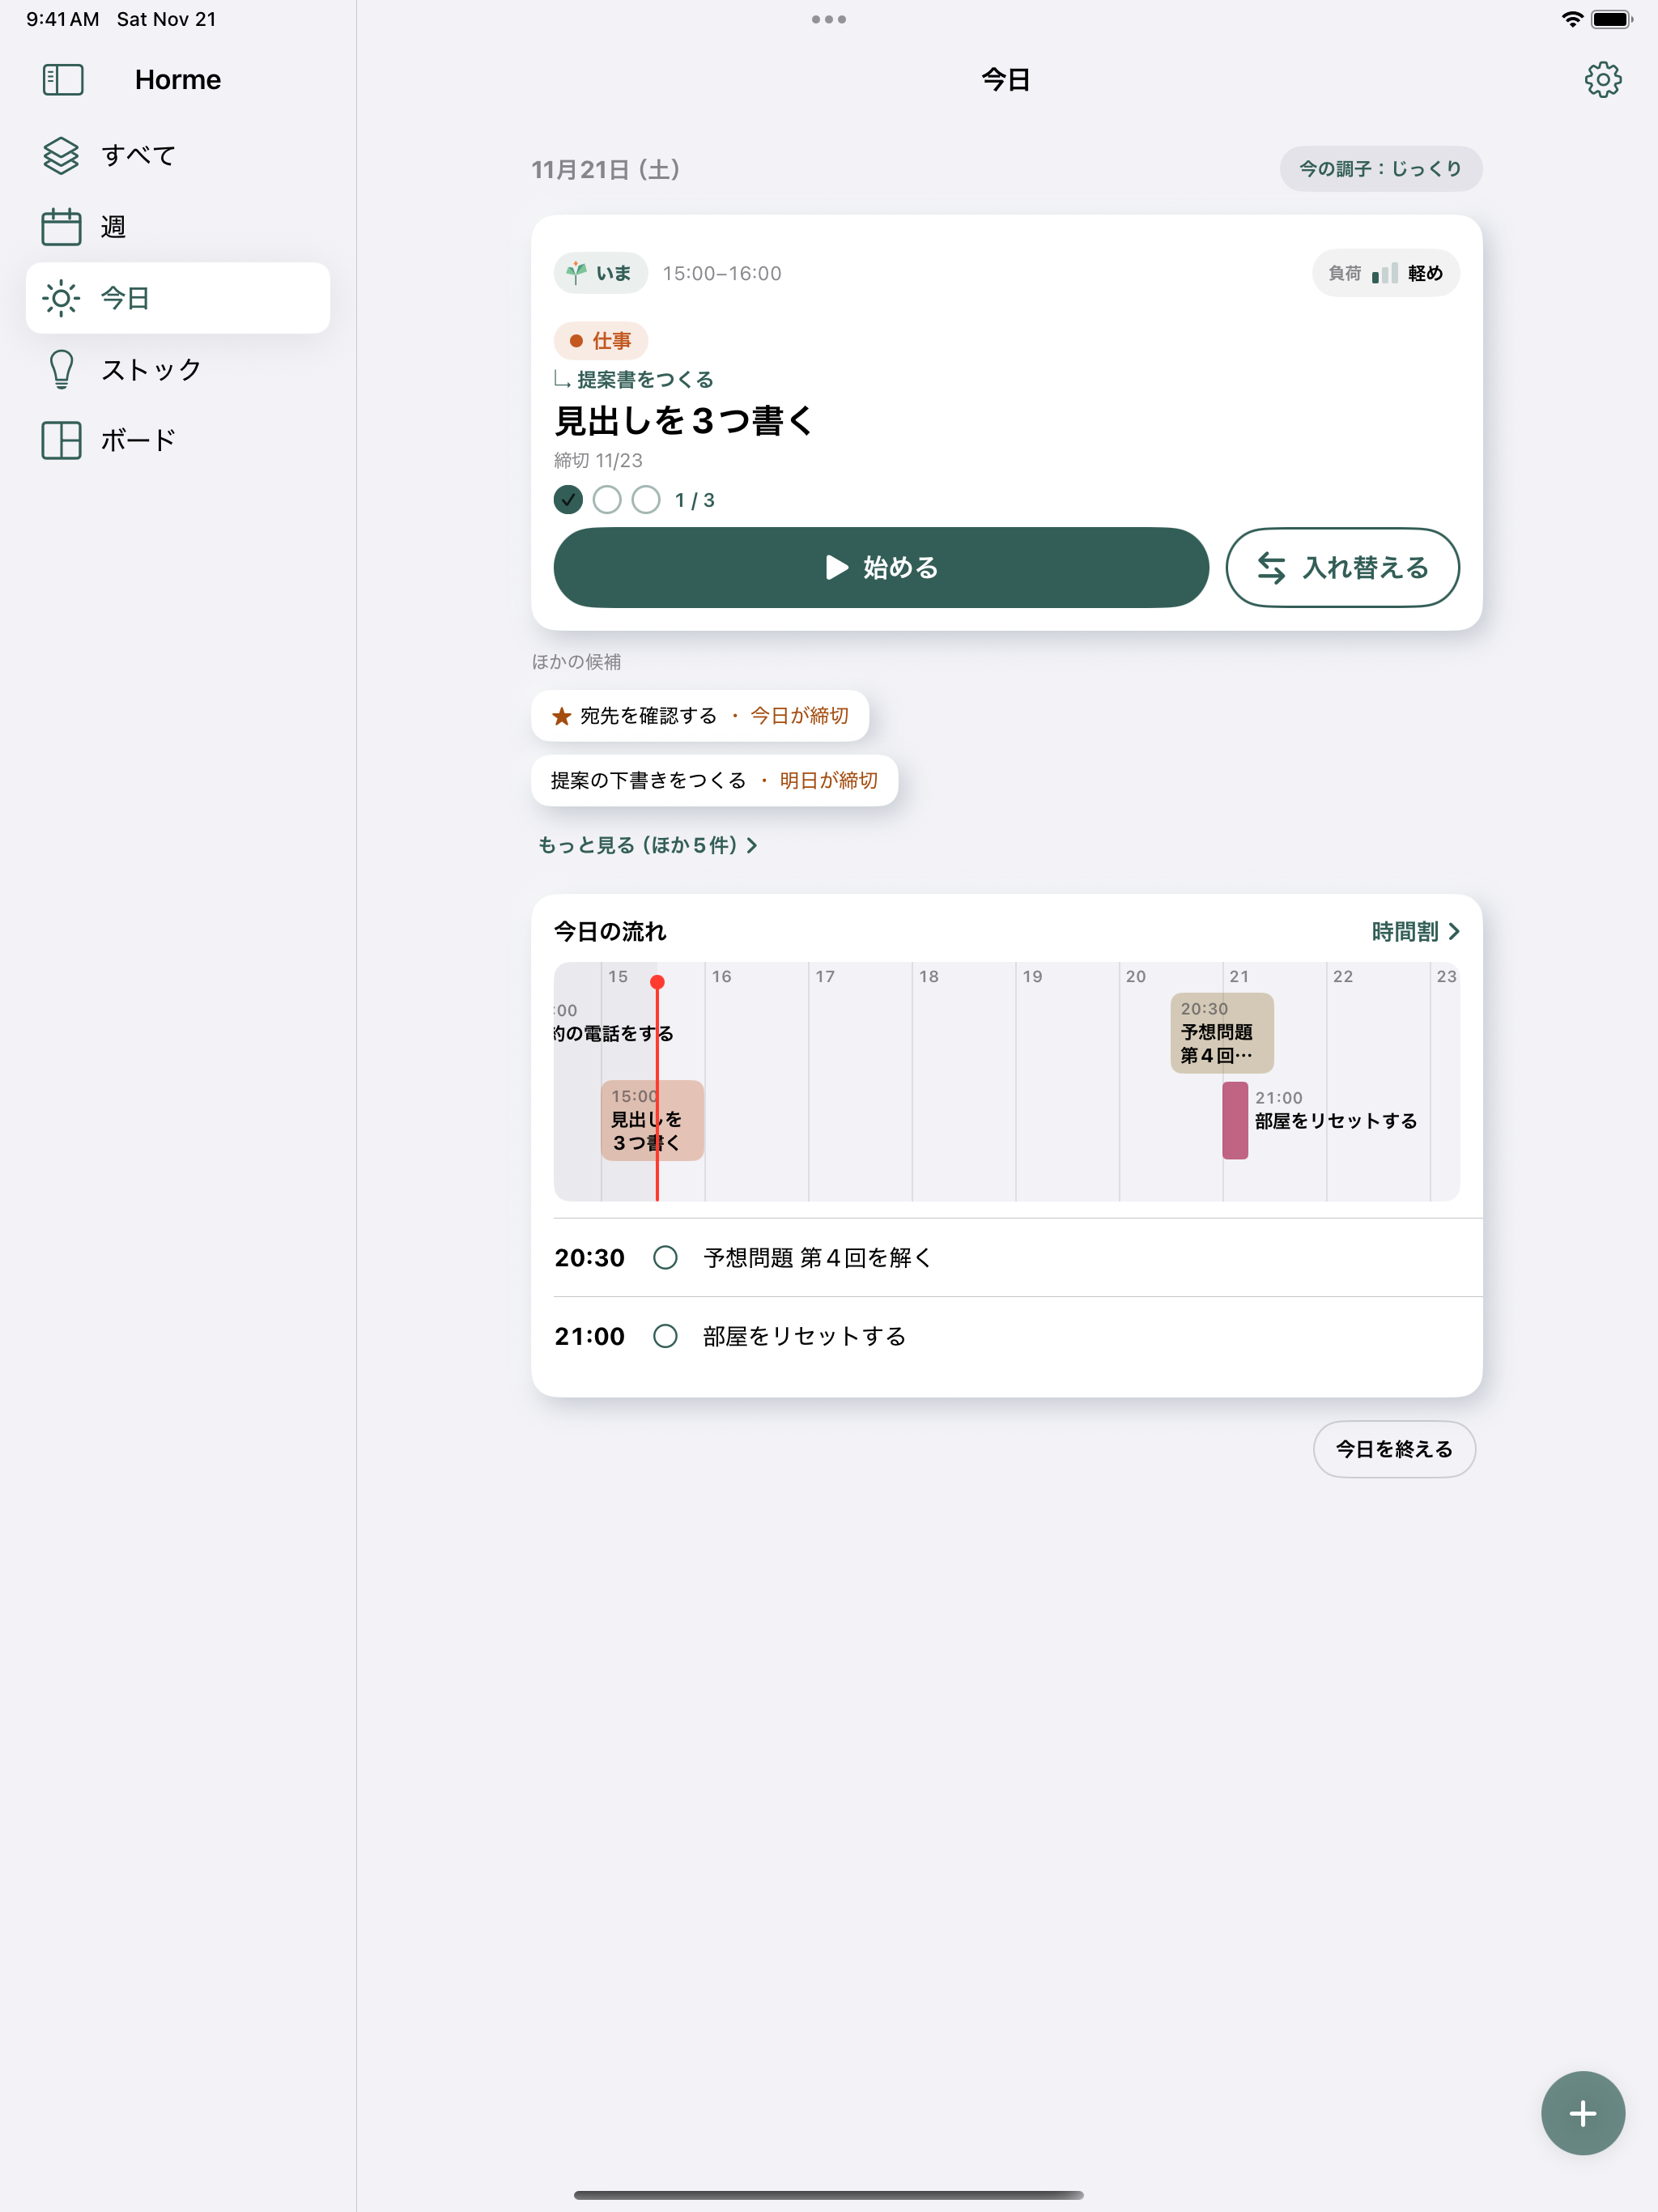 9:41 AM Sat Nov 21
Horme
すべて
週
今日
ストック
ボード
今日
11月21日（土）
今の調子：じっくり
いま 15:00–16:00
負荷 軽め
仕事
提案書をつくる
見出しを3つ書く
締切 11/23
1 / 3
始める
入れ替える
ほかの候補
宛先を確認する ・ 今日が締切
提案の下書きをつくる ・ 明日が締切
もっと見る（ほか5件）
今日の流れ
時間割
15 16 17 18 19 20 21 22 23
:00
約の電話をする
15:00
見出しを
3つ書く
20:30
予想問題
第4回…
21:00
部屋をリセットする
20:30 予想問題 第4回を解く
21:00 部屋をリセットする
今日を終える